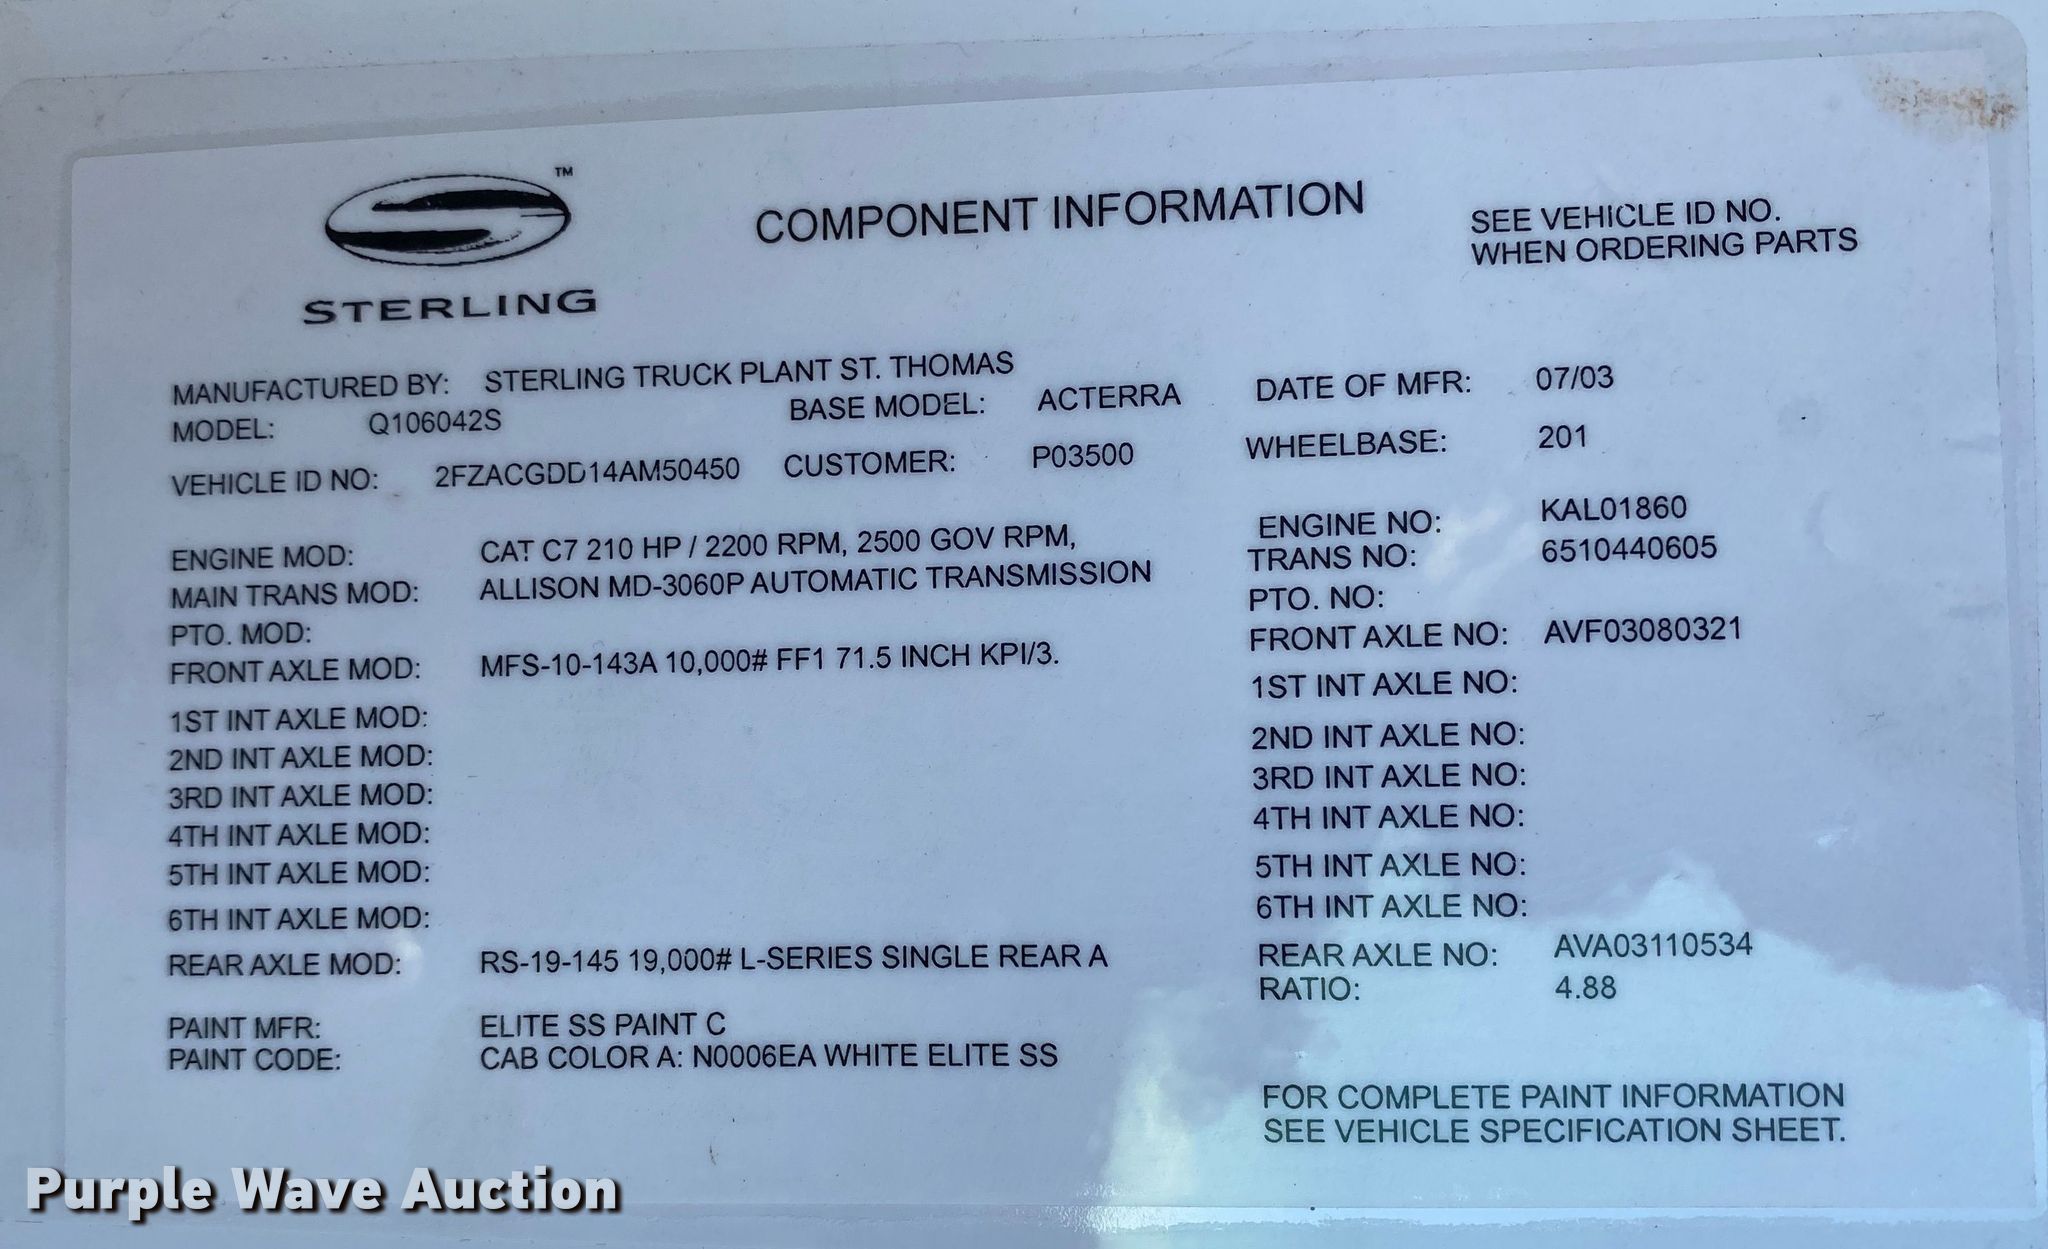 TM
STERLING
COMPONENT INFORMATION
SEE VEHICLE ID NO.
WHEN ORDERING PARTS
MANUFACTURED BY: STERLING TRUCK PLANT ST. THOMAS
MODEL: Q106042S BASE MODEL: ACTERRA DATE OF MFR: 07/03
VEHICLE ID NO: 2FZACGDD14AM50450 CUSTOMER: P03500 WHEELBASE: 201
ENGINE MOD: CAT C7 210 HP / 2200 RPM, 2500 GOV RPM, ENGINE NO: KAL01860
MAIN TRANS MOD: ALLISON MD-3060P AUTOMATIC TRANSMISSION TRANS NO: 6510440605
PTO. MOD: PTO. NO:
FRONT AXLE MOD: MFS-10-143A 10,000# FF1 71.5 INCH KPI/3. FRONT AXLE NO: AVF03080321
1ST INT AXLE MOD: 1ST INT AXLE NO:
2ND INT AXLE MOD: 2ND INT AXLE NO:
3RD INT AXLE MOD: 3RD INT AXLE NO:
4TH INT AXLE MOD: 4TH INT AXLE NO:
5TH INT AXLE MOD: 5TH INT AXLE NO:
6TH INT AXLE MOD: 6TH INT AXLE NO:
REAR AXLE MOD: RS-19-145 19,000# L-SERIES SINGLE REAR A REAR AXLE NO: AVA03110534
RATIO: 4.88
PAINT MFR: ELITE SS PAINT C
PAINT CODE: CAB COLOR A: N0006EA WHITE ELITE SS
FOR COMPLETE PAINT INFORMATION
SEE VEHICLE SPECIFICATION SHEET.
Purple Wave Auction